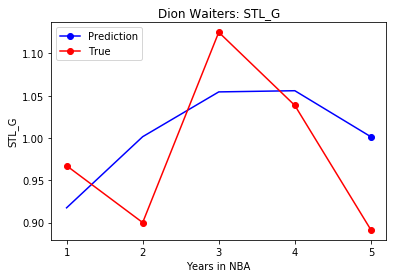 Dion Waiters: STL_G
Prediction
True
STL_G
1.10
1.05
1.00
0.95
0.90
1 2 3 4 5
Years in NBA